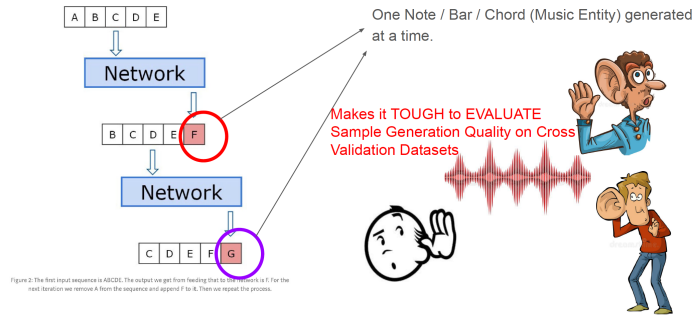 One Note / Bar / Chord (Music Entity) generated
at a time.
A B C D E
Network
B C D E F
Network
C D E F G
Makes it TOUGH to EVALUATE
Sample Generation Quality on Cross
Validation Datasets
Figure 2: The first input sequence is ABCDE. The output we get from feeding that to the network is F. For the
next iteration we remove A from the sequence and append F to it. Then we repeat the process.